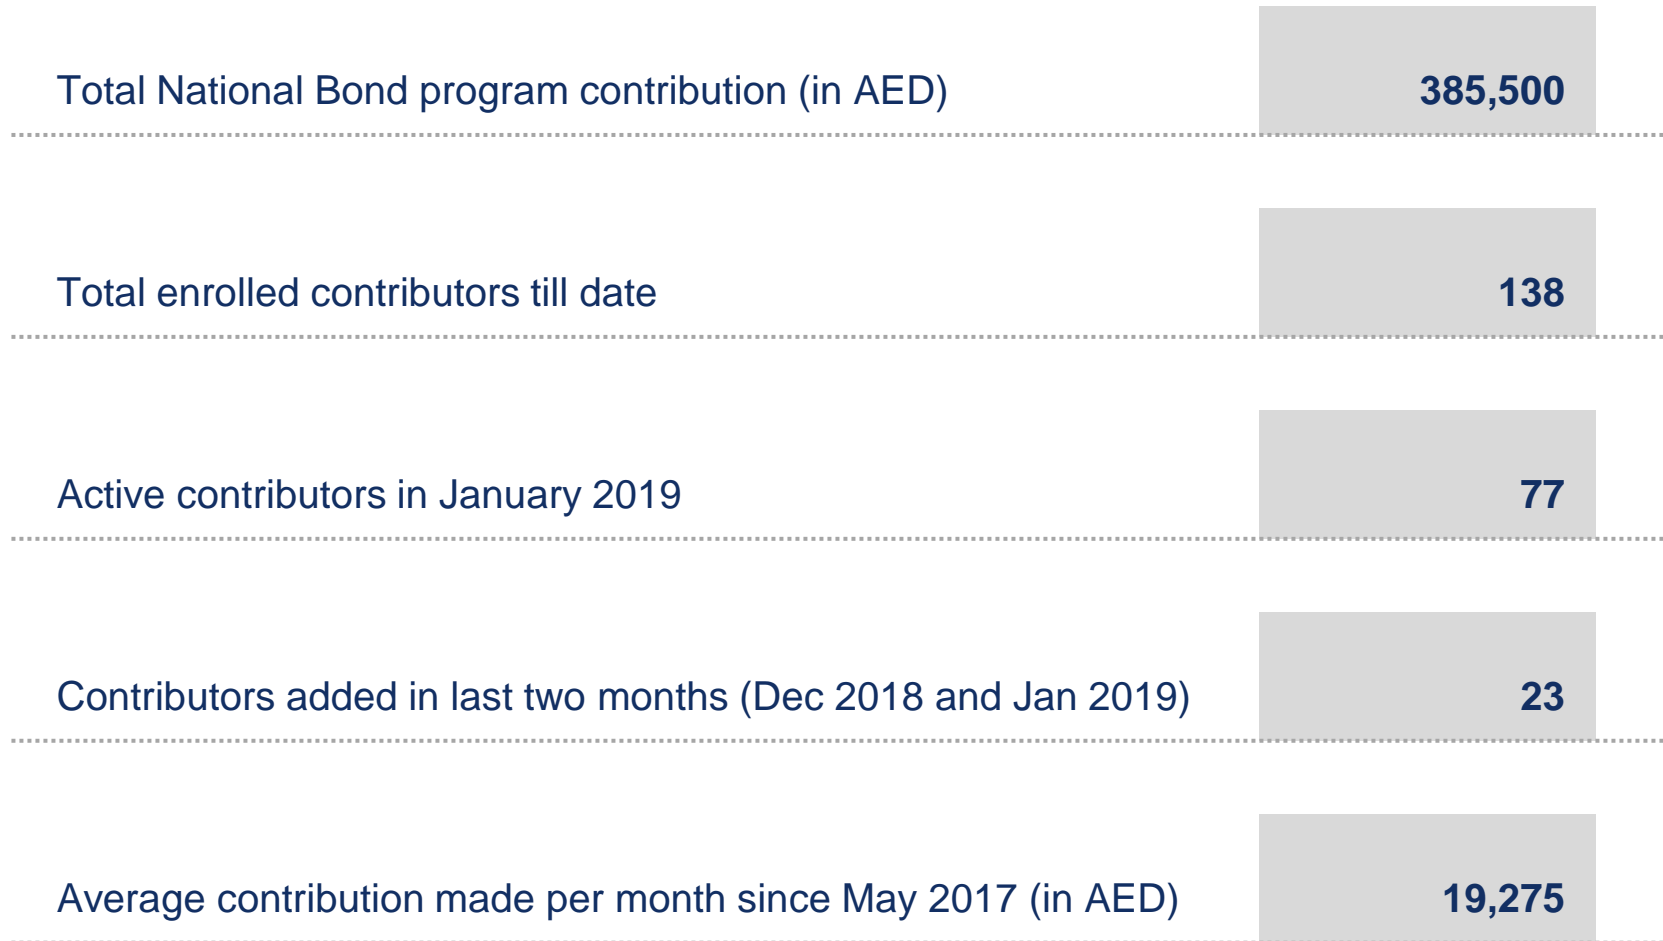 Total National Bond program contribution (in AED) 385,500
Total enrolled contributors till date 138
Active contributors in January 2019 77
Contributors added in last two months (Dec 2018 and Jan 2019) 23
Average contribution made per month since May 2017 (in AED) 19,275